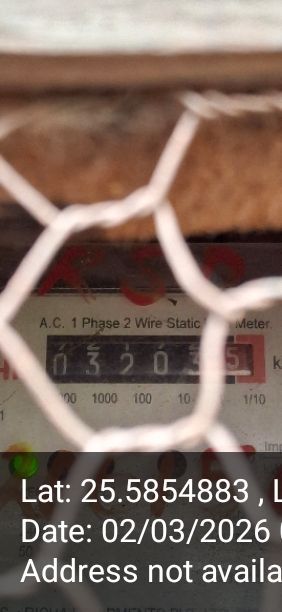 A.C. 1 Phase 2 Wire Static Meter.
0 3 2 0 3 5
1000 100 10 1/10
Lat: 25.5854883 , L
Date: 02/03/2026
Address not availa